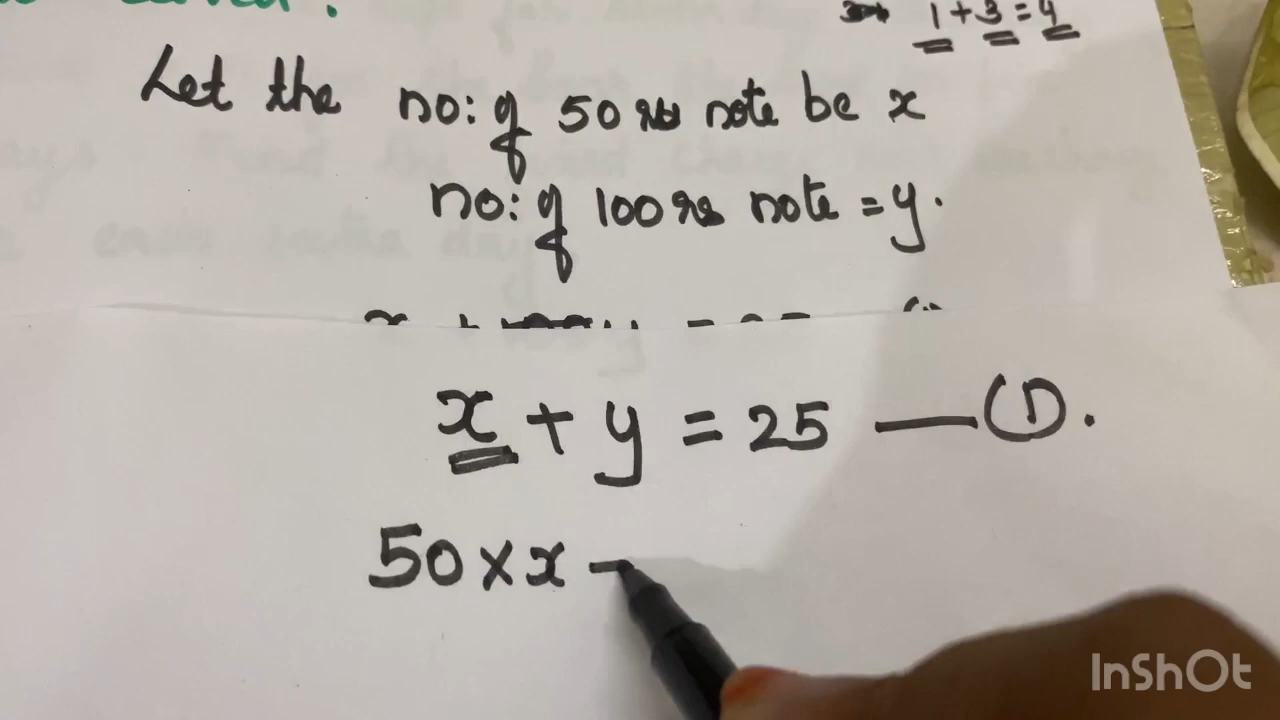 1 + 3 = 4
Let the no: of 50 rs note be x
no: of 100 rs note = y.
x + y = 25 — (1).
50 × x –
InShOt